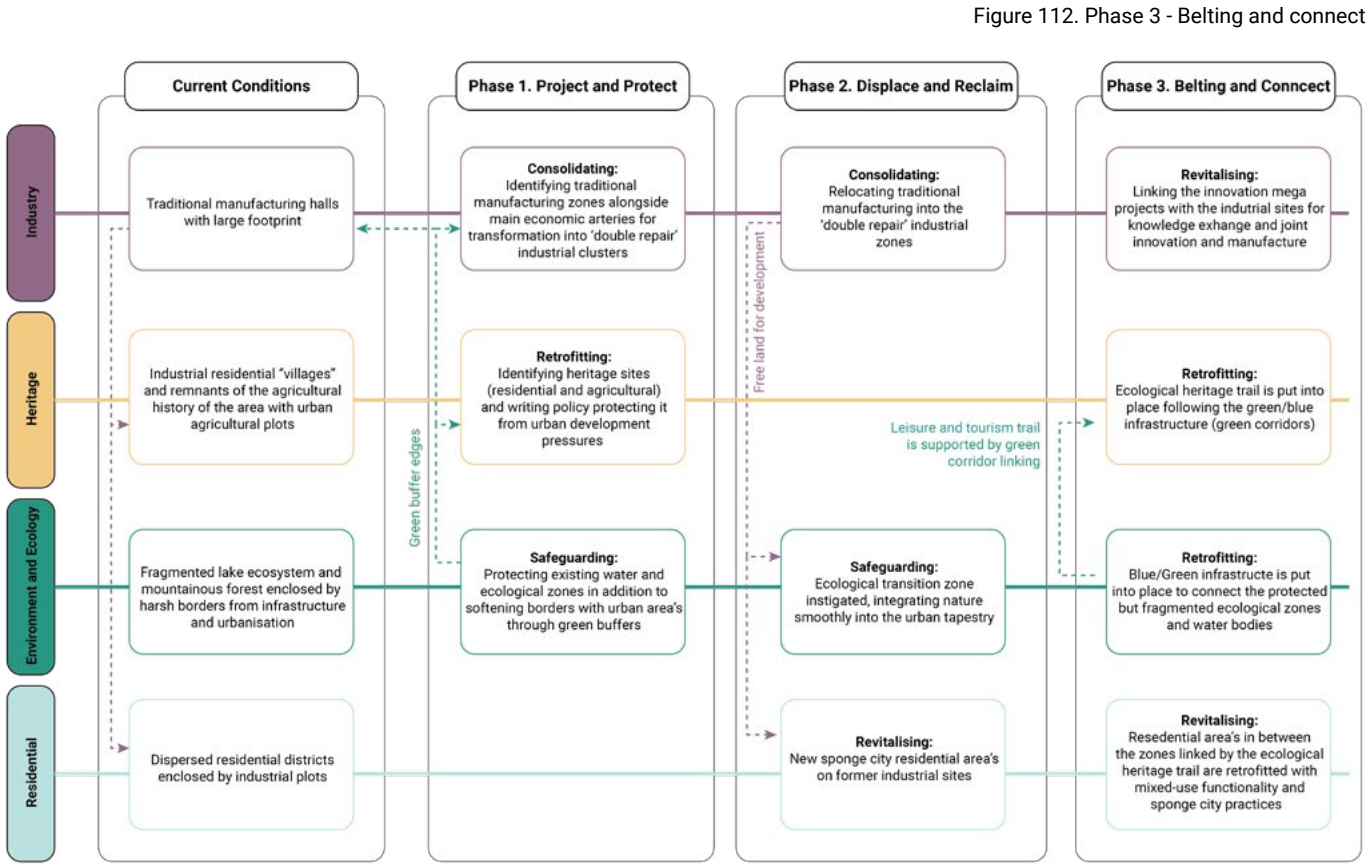 Figure 112. Phase 3 - Belting and connect
Current Conditions
Phase 1. Project and Protect
Phase 2. Displace and Reclaim
Phase 3. Belting and Conncect
Industry
Traditional manufacturing halls
with large footprint
Consolidating:
Identifying traditional
manufacturing zones alongside
main economic arteries for
transformation into ‘double repair’
industrial clusters
Consolidating:
Relocating traditional
manufacturing into the
‘double repair’ industrial
zones
Revitalising:
Linking the innovation mega
projects with the indutrial sites for
knowledge exhange and joint
innovation and manufacture
Free land for development
Heritage
Industrial residential “villages”
and remnants of the agricultural
history of the area with urban
agricultural plots
Retrofitting:
Identifying heritage sites
(residential and agricultural)
and writing policy protecting it
from urban development
pressures
Retrofitting:
Ecological heritage trail is put into
place following the green/blue
infrastructure (green corridors)
Green buffer edges
Leisure and tourism trail
is supported by green
corridor linking
Environment and Ecology
Fragmented lake ecosystem and
mountainous forest enclosed by
harsh borders from infrastructure
and urbanisation
Safeguarding:
Protecting existing water and
ecological zones in addition to
softening borders with urban area's
through green buffers
Safeguarding:
Ecological transition zone
instigated, integrating nature
smoothly into the urban tapestry
Retrofitting:
Blue/Green infrastructe is put
into place to connect the protected
but fragmented ecological zones
and water bodies
Residential
Dispersed residential districts
enclosed by industrial plots
Revitalising:
New sponge city residential area's
on former industrial sites
Revitalising:
Resedential area's in between
the zones linked by the ecological
heritage trail are retrofitted with
mixed-use functionality and
sponge city practices